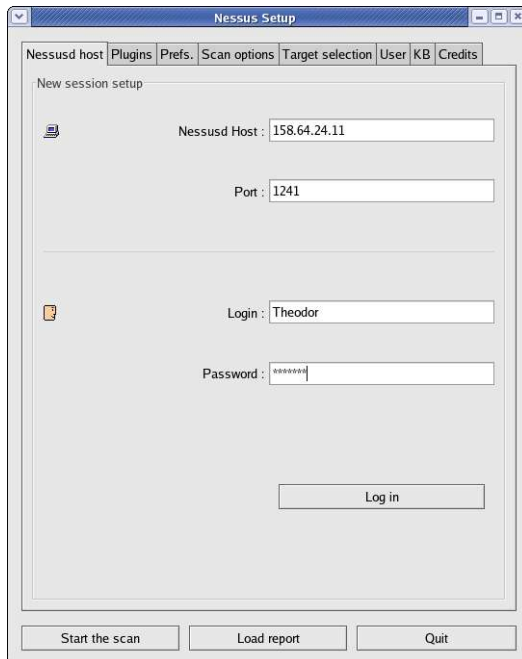 Nessus Setup
Nessusd host Plugins Prefs. Scan options Target selection User KB Credits
New session setup
Nessusd Host : 158.64.24.11
Port : 1241
Login : Theodor
Password : *******
Log in
Start the scan Load report Quit